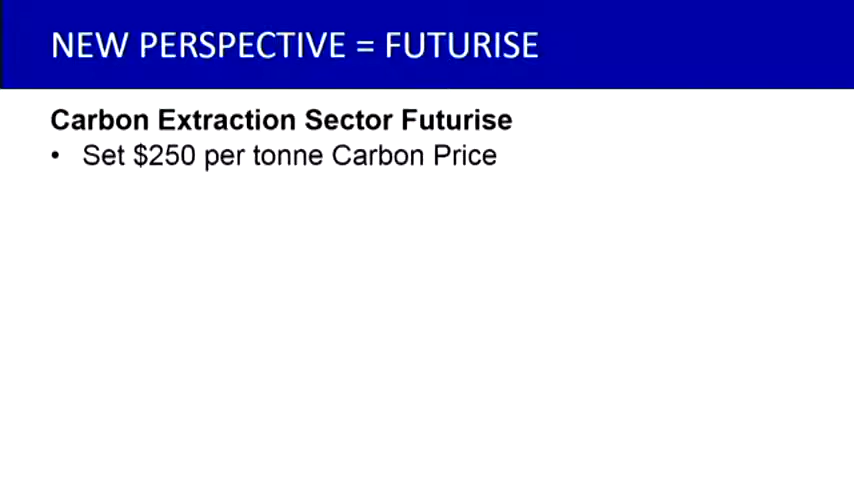 NEW PERSPECTIVE = FUTURISE
Carbon Extraction Sector Futurise
• Set $250 per tonne Carbon Price